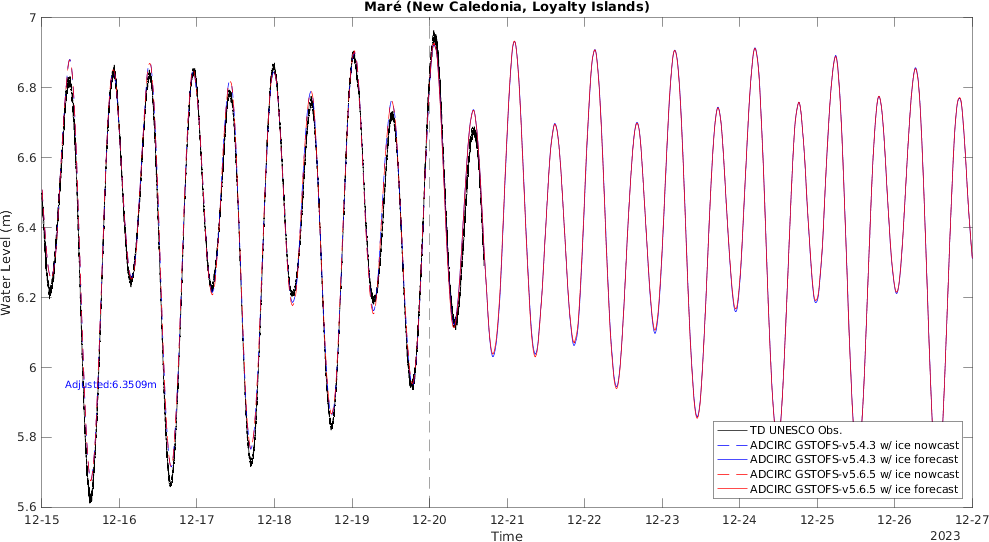 Maré (New Caledonia, Loyalty Islands)
7
6.8
6.6
6.4
6.2
6
5.8
5.6
Water Level (m)
Adjusted:6.3509m
TD UNESCO Obs.
ADCIRC GSTOFS-v5.4.3 w/ ice nowcast
ADCIRC GSTOFS-v5.4.3 w/ ice forecast
ADCIRC GSTOFS-v5.6.5 w/ ice nowcast
ADCIRC GSTOFS-v5.6.5 w/ ice forecast
12-15 12-16 12-17 12-18 12-19 12-20 12-21 12-22 12-23 12-24 12-25 12-26 12-27
Time
2023